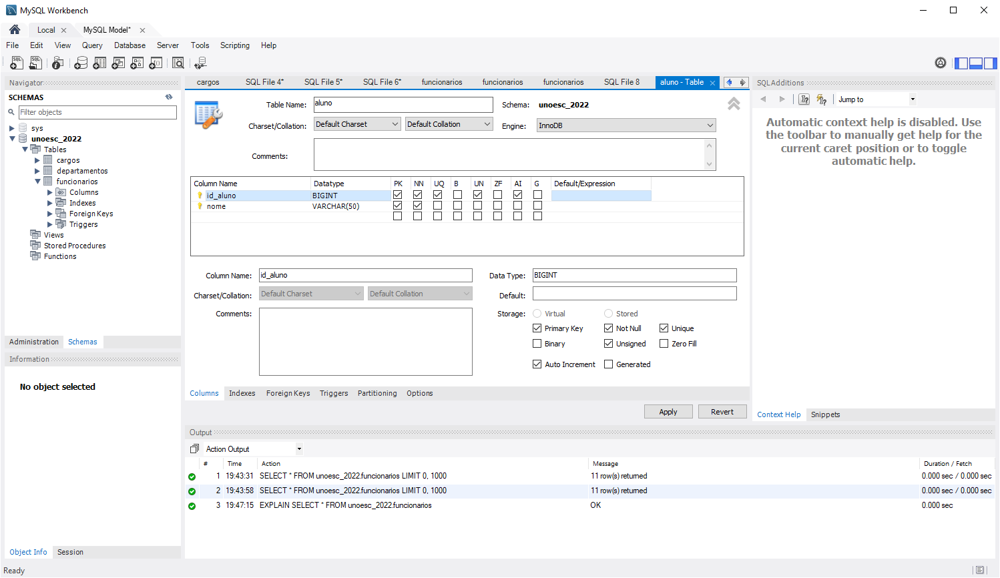 MySQL Workbench
Local
MySQL Model*
File Edit View Query Database Server Tools Scripting Help
Navigator
SCHEMAS
Filter objects
sys
unoesc_2022
Tables
cargos
departamentos
funcionarios
Columns
Indexes
Foreign Keys
Triggers
Views
Stored Procedures
Functions
Administration Schemas
Information
No object selected
Object Info Session
cargos SQL File 4* SQL File 5* SQL File 6* funcionarios funcionarios funcionarios SQL File 8 aluno - Table
Table Name: aluno Schema: unoesc_2022
Charset/Collation: Default Charset Default Collation Engine: InnoDB
Comments:
Column Name Datatype PK NN UQ B UN ZF AI G Default/Expression
id_aluno BIGINT
nome VARCHAR(50)
Column Name: id_aluno Data Type: BIGINT
Charset/Collation: Default Charset Default Collation Default:
Comments: Storage: Virtual Stored
Primary Key Not Null Unique
Binary Unsigned Zero Fill
Auto Increment Generated
Columns Indexes Foreign Keys Triggers Partitioning Options
Apply Revert
SQLAdditions
Jump to
Automatic context help is disabled. Use
the toolbar to manually get help for the
current caret position or to toggle
automatic help.
Context Help Snippets
Output
Action Output
# Time Action Message Duration / Fetch
1 19:43:31 SELECT * FROM unoesc_2022.funcionarios LIMIT 0, 1000 11 row(s) returned 0.000 sec / 0.000 sec
2 19:43:58 SELECT * FROM unoesc_2022.funcionarios LIMIT 0, 1000 11 row(s) returned 0.000 sec / 0.000 sec
3 19:47:15 EXPLAIN SELECT * FROM unoesc_2022.funcionarios OK 0.000 sec
Ready